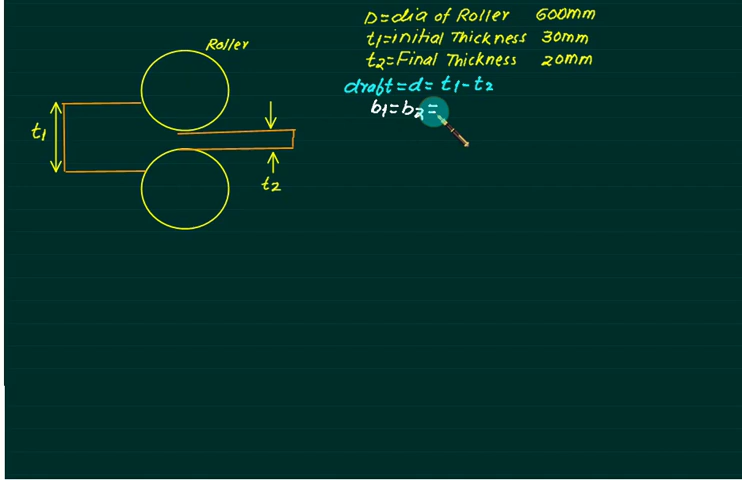 D=dia of Roller 600mm
t1=initial Thickness 30mm
t2=Final Thickness 20mm
draft=d= t1-t2
b1=b2=
Roller
t1
t2